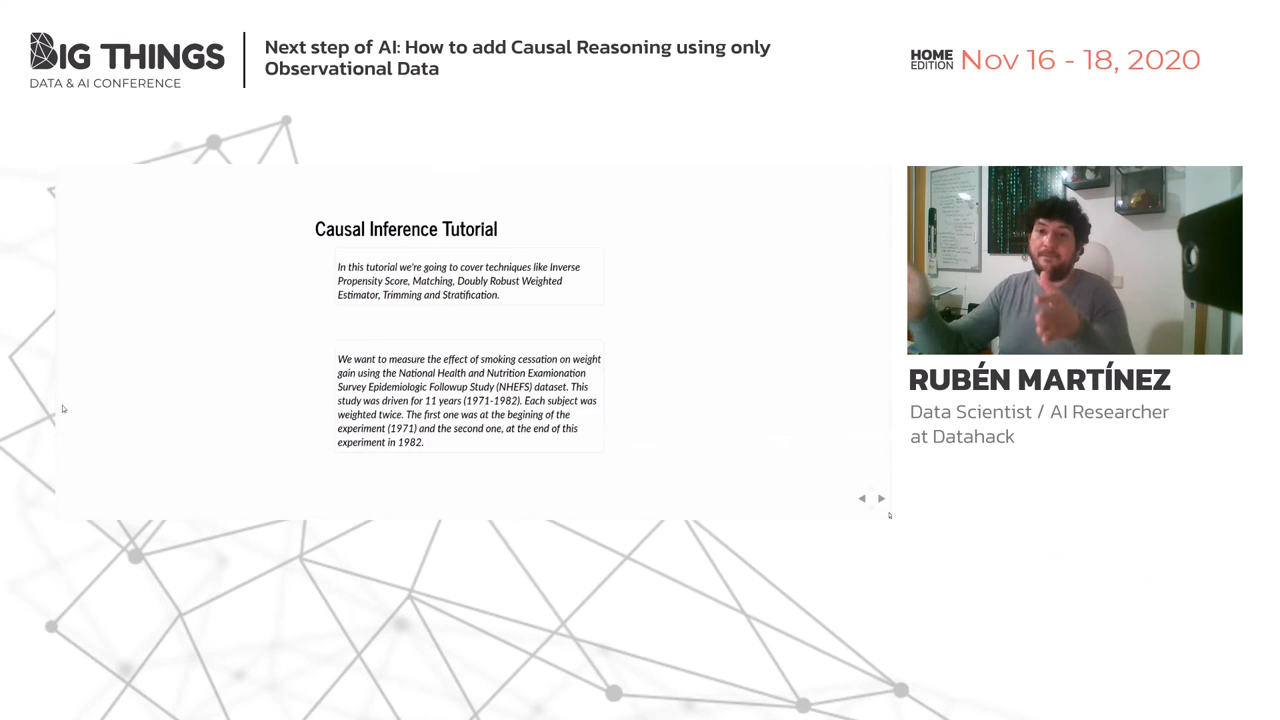 BIG THINGS
DATA & AI CONFERENCE
Next step of AI: How to add Causal Reasoning using only
Observational Data
HOME
EDITION
Nov 16 - 18, 2020
Causal Inference Tutorial
In this tutorial we're going to cover techniques like Inverse
Propensity Score, Matching, Doubly Robust Weighted
Estimator, Trimming and Stratification.
We want to measure the effect of smoking cessation on weight
gain using the National Health and Nutrition Examionation
Survey Epidemiologic Followup Study (NHEFS) dataset. This
study was driven for 11 years (1971-1982). Each subject was
weighted twice. The first one was at the begining of the
experiment (1971) and the second one, at the end of this
experiment in 1982.
RUBÉN MARTÍNEZ
Data Scientist / AI Researcher
at Datahack